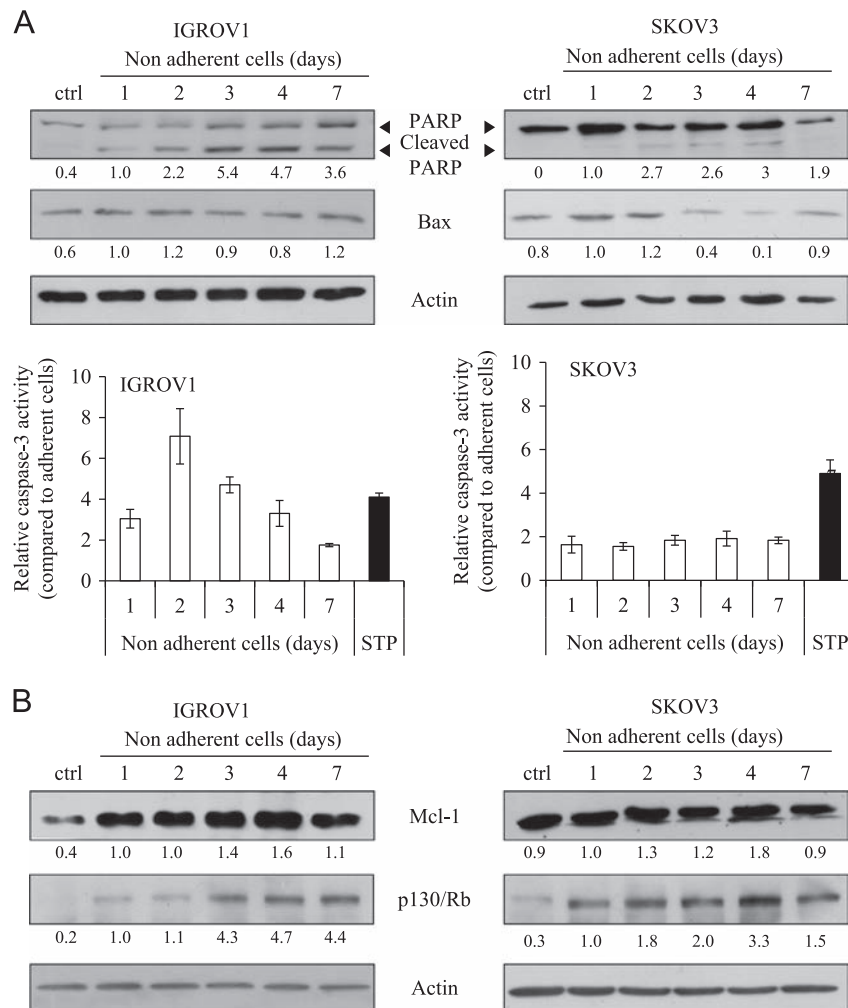 A
IGROV1
Non adherent cells (days)
ctrl 1 2 3 4 7
SKOV3
Non adherent cells (days)
ctrl 1 2 3 4 7
PARP
Cleaved
PARP
0.4 1.0 2.2 5.4 4.7 3.6
0 1.0 2.7 2.6 3 1.9
Bax
0.6 1.0 1.2 0.9 0.8 1.2
0.8 1.0 1.2 0.4 0.1 0.9
Actin
Relative caspase-3 activity
(compared to adherent cells)
10
8
6
4
2
0
IGROV1
1 2 3 4 7
Non adherent cells (days) STP
Relative caspase-3 activity
(compared to adherent cells)
10
8
6
4
2
0
SKOV3
1 2 3 4 7
Non adherent cells (days) STP
B
IGROV1
Non adherent cells (days)
ctrl 1 2 3 4 7
SKOV3
Non adherent cells (days)
ctrl 1 2 3 4 7
Mcl-1
0.4 1.0 1.0 1.4 1.6 1.1
0.9 1.0 1.3 1.2 1.8 0.9
p130/Rb
0.2 1.0 1.1 4.3 4.7 4.4
0.3 1.0 1.8 2.0 3.3 1.5
Actin